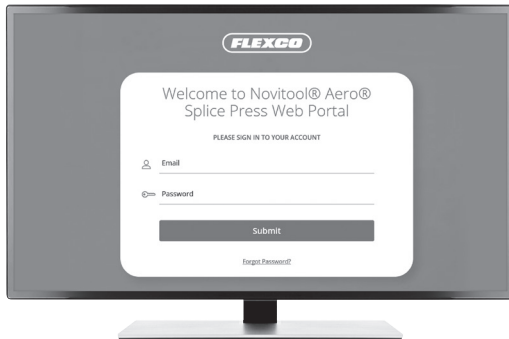 FLEXCO
Welcome to Novitool® Aero®
Splice Press Web Portal
PLEASE SIGN IN TO YOUR ACCOUNT
Email
Password
Submit
Forgot Password?